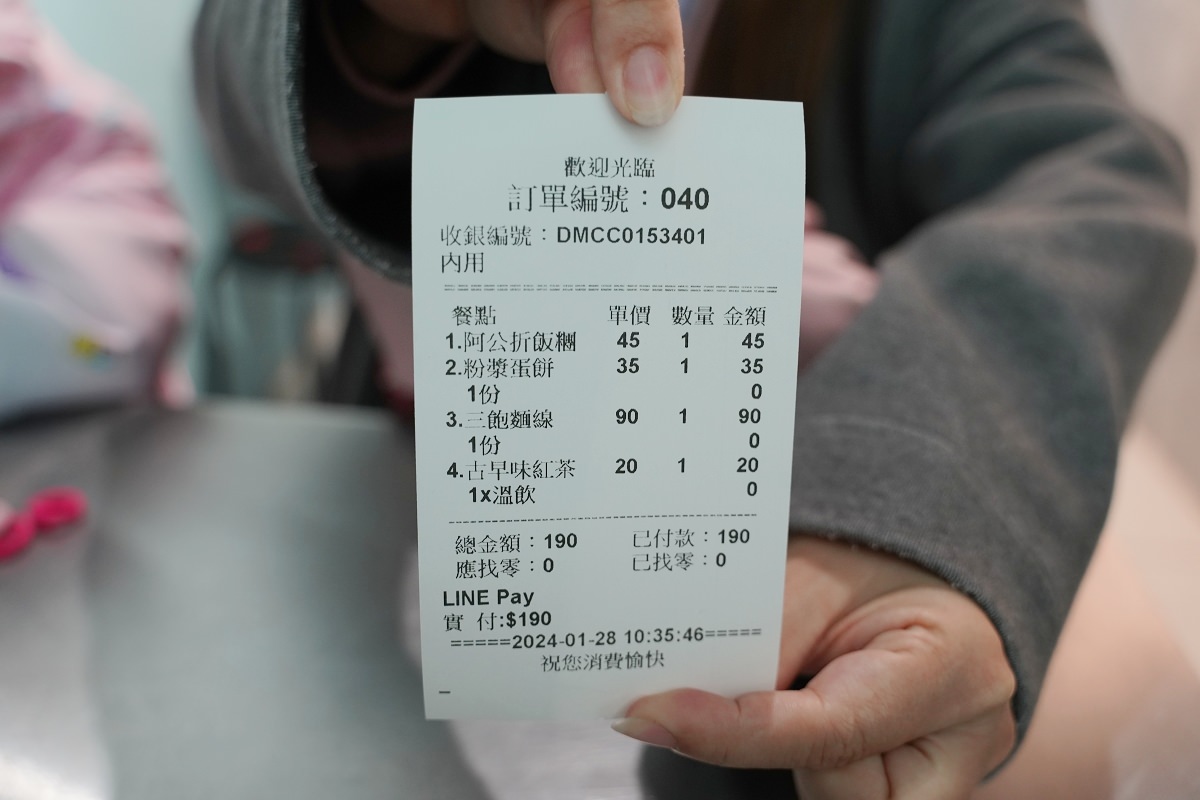 歡迎光臨
訂單編號：040
收銀編號：DMCC0153401
內用
餐點 單價 數量 金額
1.阿公折飯糰 45 1 45
2.粉漿蛋餅 35 1 35
1份 0
3.三飽麵線 90 1 90
1份 0
4.古早味紅茶 20 1 20
1x溫飲 0
總金額：190 已付款：190
應找零：0 已找零：0
LINE Pay
實 付:$190
=====2024-01-28 10:35:46=====
祝您消費愉快